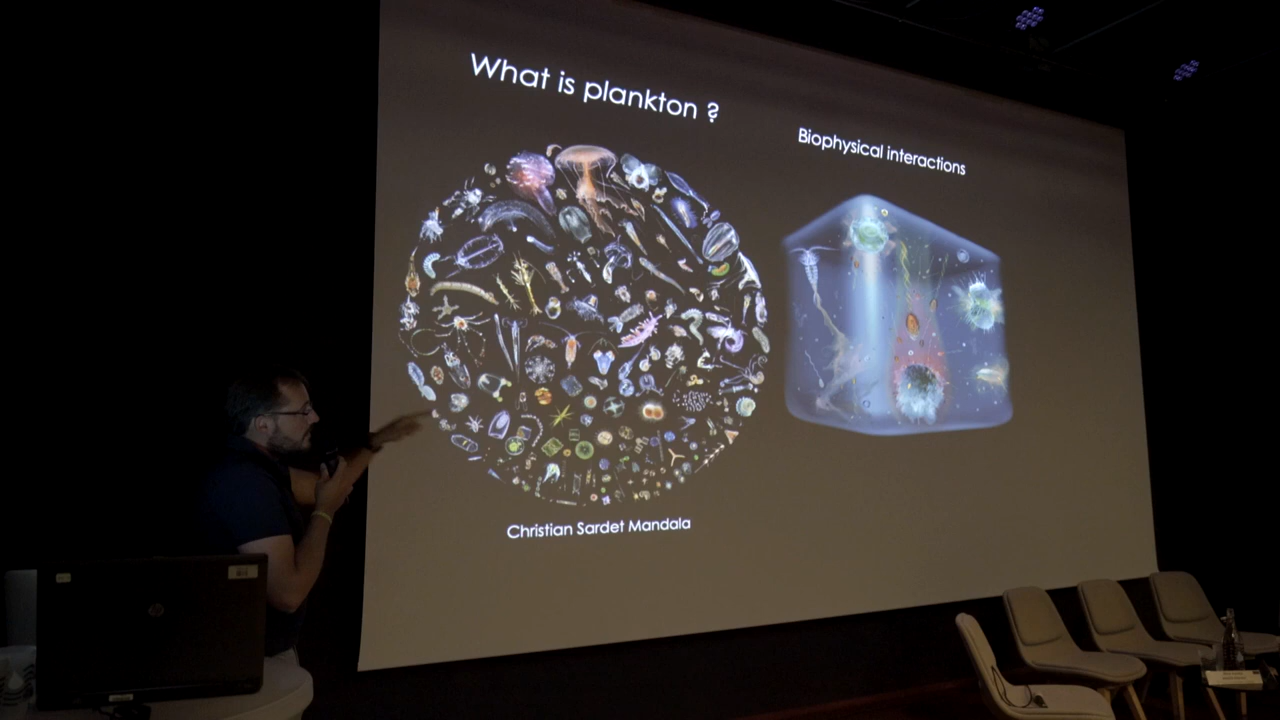 What is plankton ?
Biophysical interactions
Christian Sardet Mandala